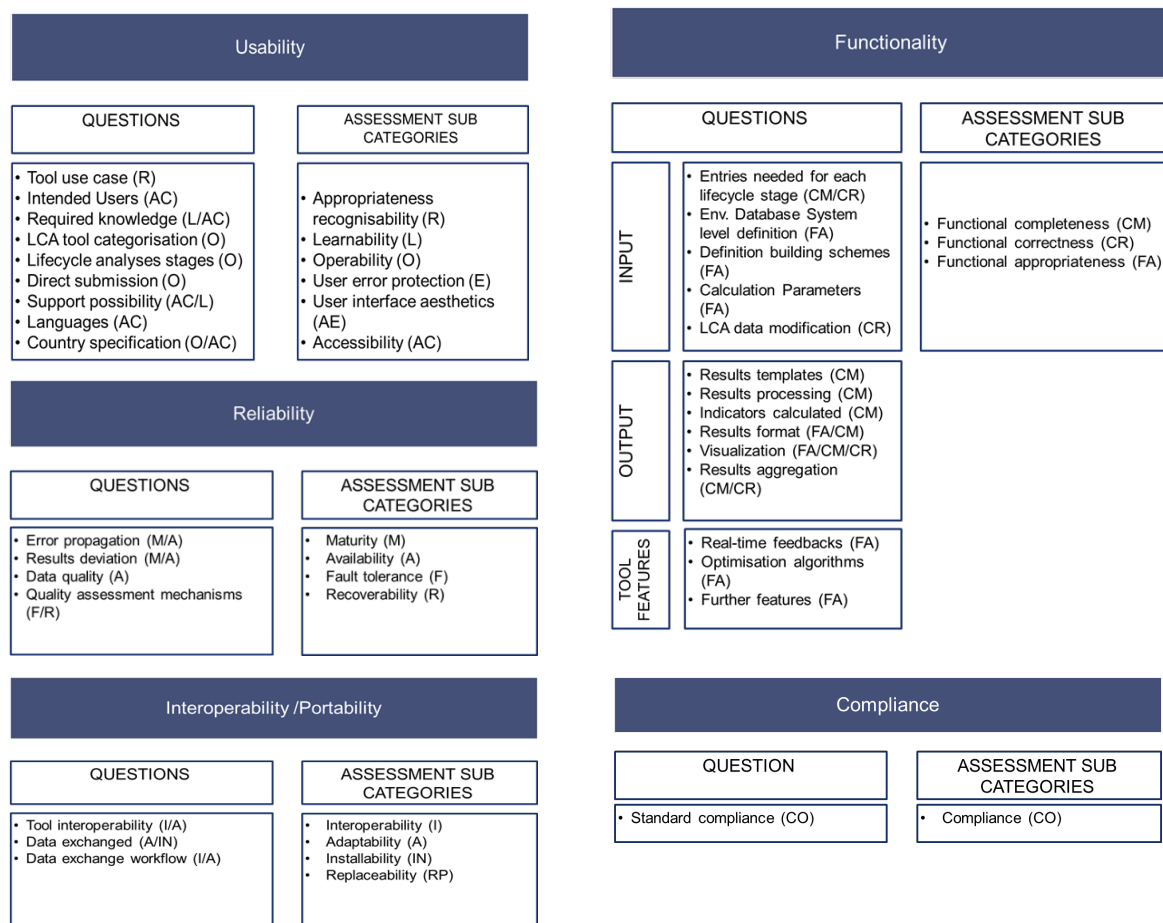 Usability
QUESTIONS
ASSESSMENT SUB
CATEGORIES
• Tool use case (R)
• Intended Users (AC)
• Required knowledge (L/AC)
• LCA tool categorisation (O)
• Lifecycle analyses stages (O)
• Direct submission (O)
• Support possibility (AC/L)
• Languages (AC)
• Country specification (O/AC)
• Appropriateness
recognisability (R)
• Learnability (L)
• Operability (O)
• User error protection (E)
• User interface aesthetics
(AE)
• Accessibility (AC)
Reliability
QUESTIONS
ASSESSMENT SUB
CATEGORIES
• Error propagation (M/A)
• Results deviation (M/A)
• Data quality (A)
• Quality assessment mechanisms
(F/R)
• Maturity (M)
• Availability (A)
• Fault tolerance (F)
• Recoverability (R)
Interoperability /Portability
QUESTIONS
ASSESSMENT SUB
CATEGORIES
• Tool interoperability (I/A)
• Data exchanged (A/IN)
• Data exchange workflow (I/A)
• Interoperability (I)
• Adaptability (A)
• Installability (IN)
• Replaceability (RP)
Functionality
QUESTIONS
ASSESSMENT SUB
CATEGORIES
INPUT
• Entries needed for each
lifecycle stage (CM/CR)
• Env. Database System
level definition (FA)
• Definition building schemes
(FA)
• Calculation Parameters
(FA)
• LCA data modification (CR)
• Functional completeness (CM)
• Functional correctness (CR)
• Functional appropriateness (FA)
OUTPUT
• Results templates (CM)
• Results processing (CM)
• Indicators calculated (CM)
• Results format (FA/CM)
• Visualization (FA/CM/CR)
• Results aggregation
(CM/CR)
TOOL
FEATURES
• Real-time feedbacks (FA)
• Optimisation algorithms
(FA)
• Further features (FA)
Compliance
QUESTION
ASSESSMENT SUB
CATEGORIES
• Standard compliance (CO)
• Compliance (CO)